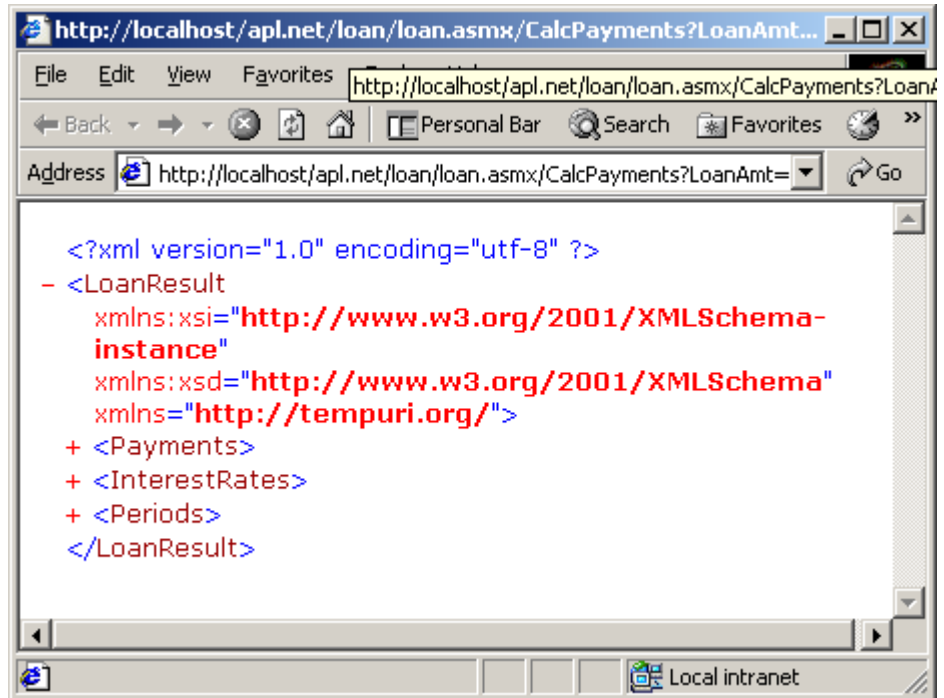 http://localhost/apl.net/loan/loan.asmx/CalcPayments?LoanAmt...
File Edit View Favorites
http://localhost/apl.net/loan/loan.asmx/CalcPayments?LoanA
Back Personal Bar Search Favorites »
Address http://localhost/apl.net/loan/loan.asmx/CalcPayments?LoanAmt= Go
<?xml version="1.0" encoding="utf-8" ?>
- <LoanResult
xmlns:xsi="http://www.w3.org/2001/XMLSchema-
instance"
xmlns:xsd="http://www.w3.org/2001/XMLSchema"
xmlns="http://tempuri.org/">
+ <Payments>
+ <InterestRates>
+ <Periods>
</LoanResult>
Local intranet